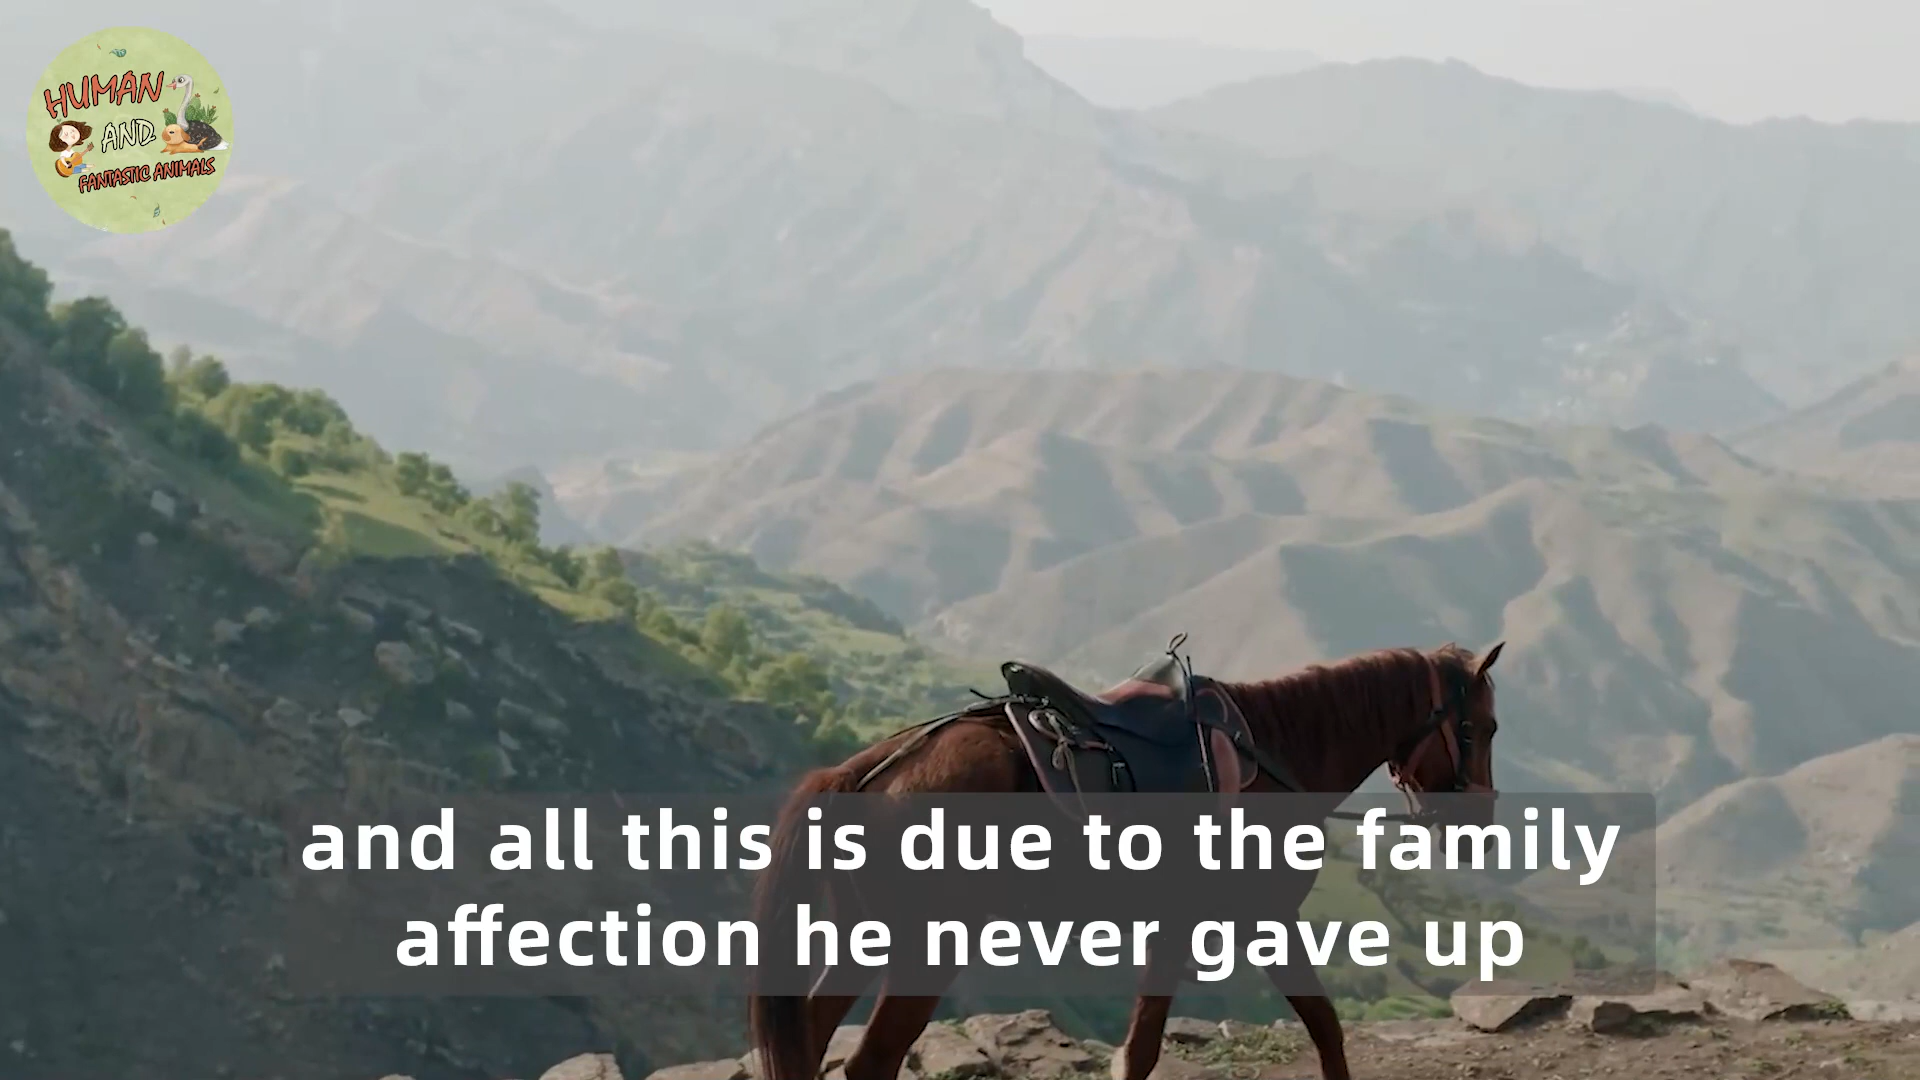 HUMAN
AND
FANTASTIC ANIMALS
and all this is due to the family
affection he never gave up